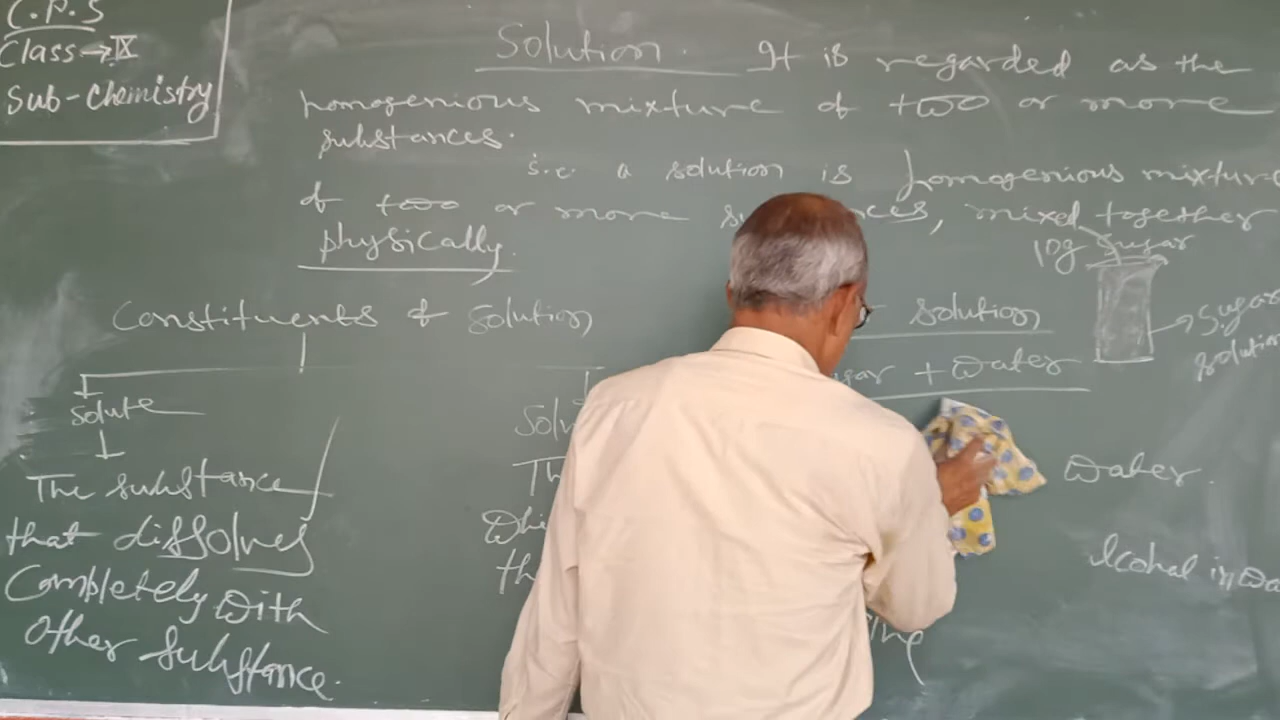 C.P.S
Class→IX
Sub-Chemistry
Solution. It is regarded as the
homogenious mixture of two or more
substances.
i.e. a solution is homogenious mixture
of two or more mixed together
physically.
10g sugar
Sugar
solution
Constituents of Solution
solution
+ water
Solute
The substance
that dissolves
Completely with
other substance.
Water.
in